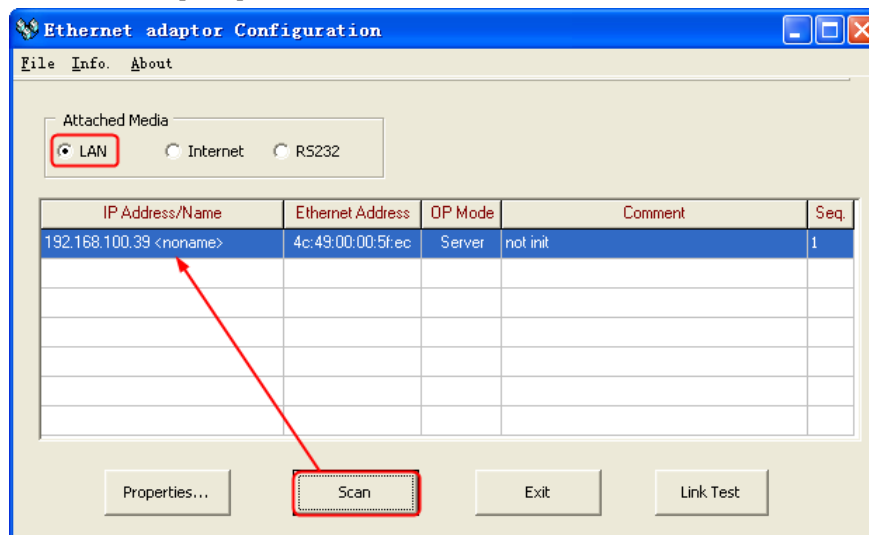 Ethernet adaptor Configuration
File Info. About
Attached Media
LAN Internet RS232
IP Address/Name Ethernet Address OP Mode Comment Seq.
192.168.100.39 <noname> 4c:49:00:00:5f:ec Server not init 1
Properties... Scan Exit Link Test